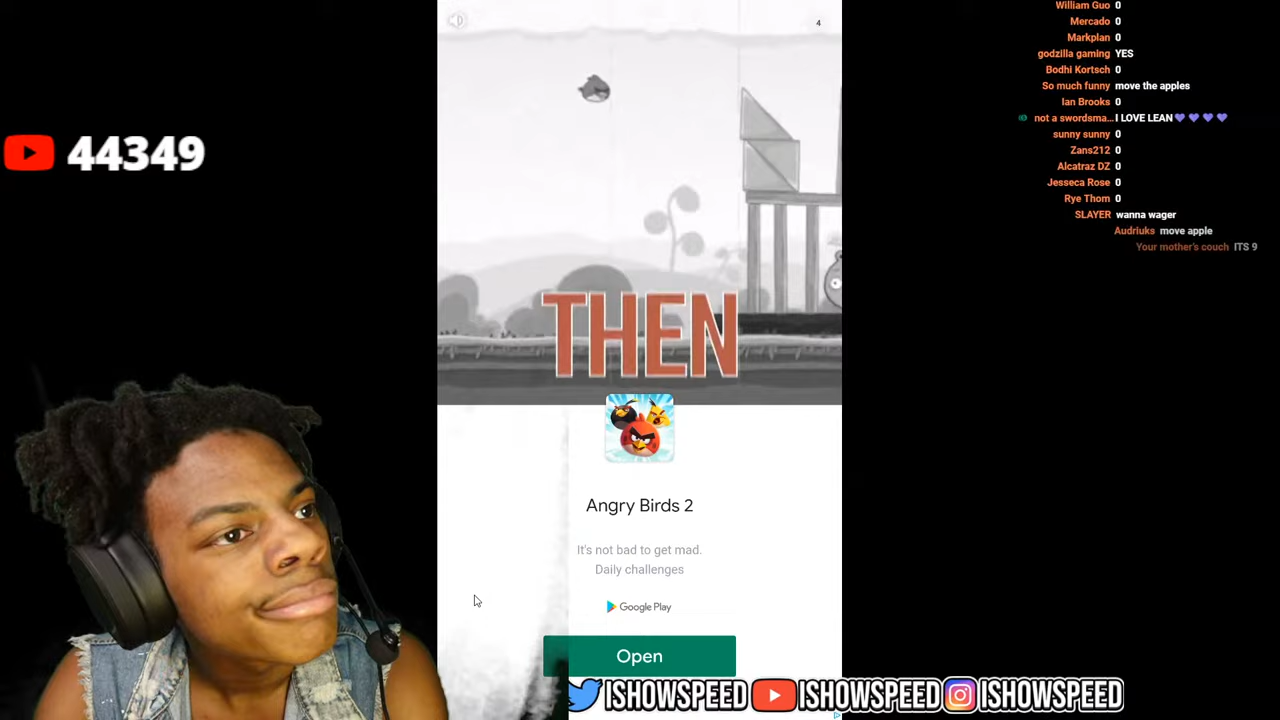 44349
4
THEN
Angry Birds 2
It's not bad to get mad.
Daily challenges
Google Play
Open
William Guo 0
Mercado 0
Markplan 0
godzilla gaming YES
Bodhi Kortsch 0
So much funny move the apples
Ian Brooks 0
not a swordsma... I LOVE LEAN💜💜💜💜
sunny sunny 0
Zans212 0
Alcatraz DZ 0
Jesseca Rose 0
Rye Thom 0
SLAYER wanna wager
Audriuks move apple
Your mother's couch ITS 9
ISHOWSPEED ISHOWSPEED ISHOWSPEED